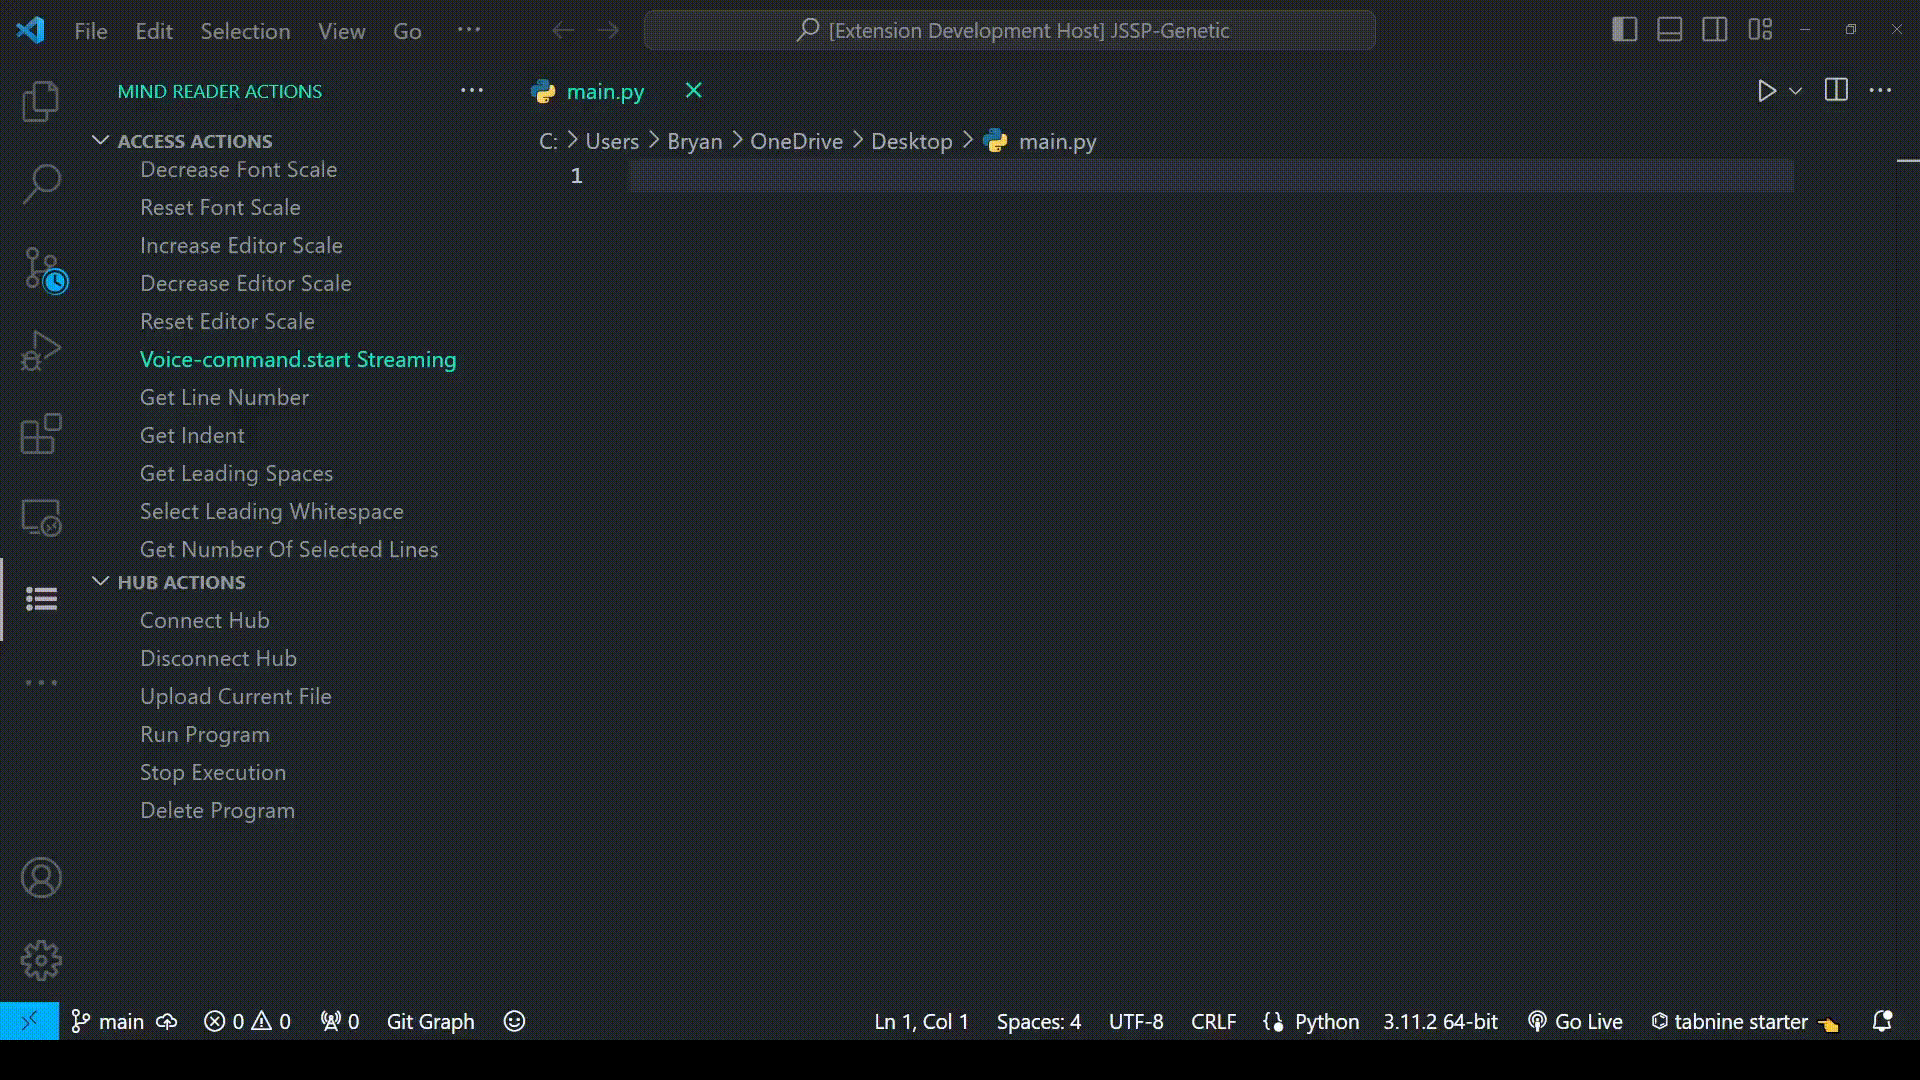 File Edit Selection View Go ... [Extension Development Host] JSSP-Genetic
MIND READER ACTIONS ...
ACCESS ACTIONS
Decrease Font Scale
Reset Font Scale
Increase Editor Scale
Decrease Editor Scale
Reset Editor Scale
Voice-command.start Streaming
Get Line Number
Get Indent
Get Leading Spaces
Select Leading Whitespace
Get Number Of Selected Lines
HUB ACTIONS
Connect Hub
Disconnect Hub
Upload Current File
Run Program
Stop Execution
Delete Program
main.py
C: > Users > Bryan > OneDrive > Desktop > main.py
1
main 0 0 0 Git Graph Ln 1, Col 1 Spaces: 4 UTF-8 CRLF Python 3.11.2 64-bit Go Live tabnine starter